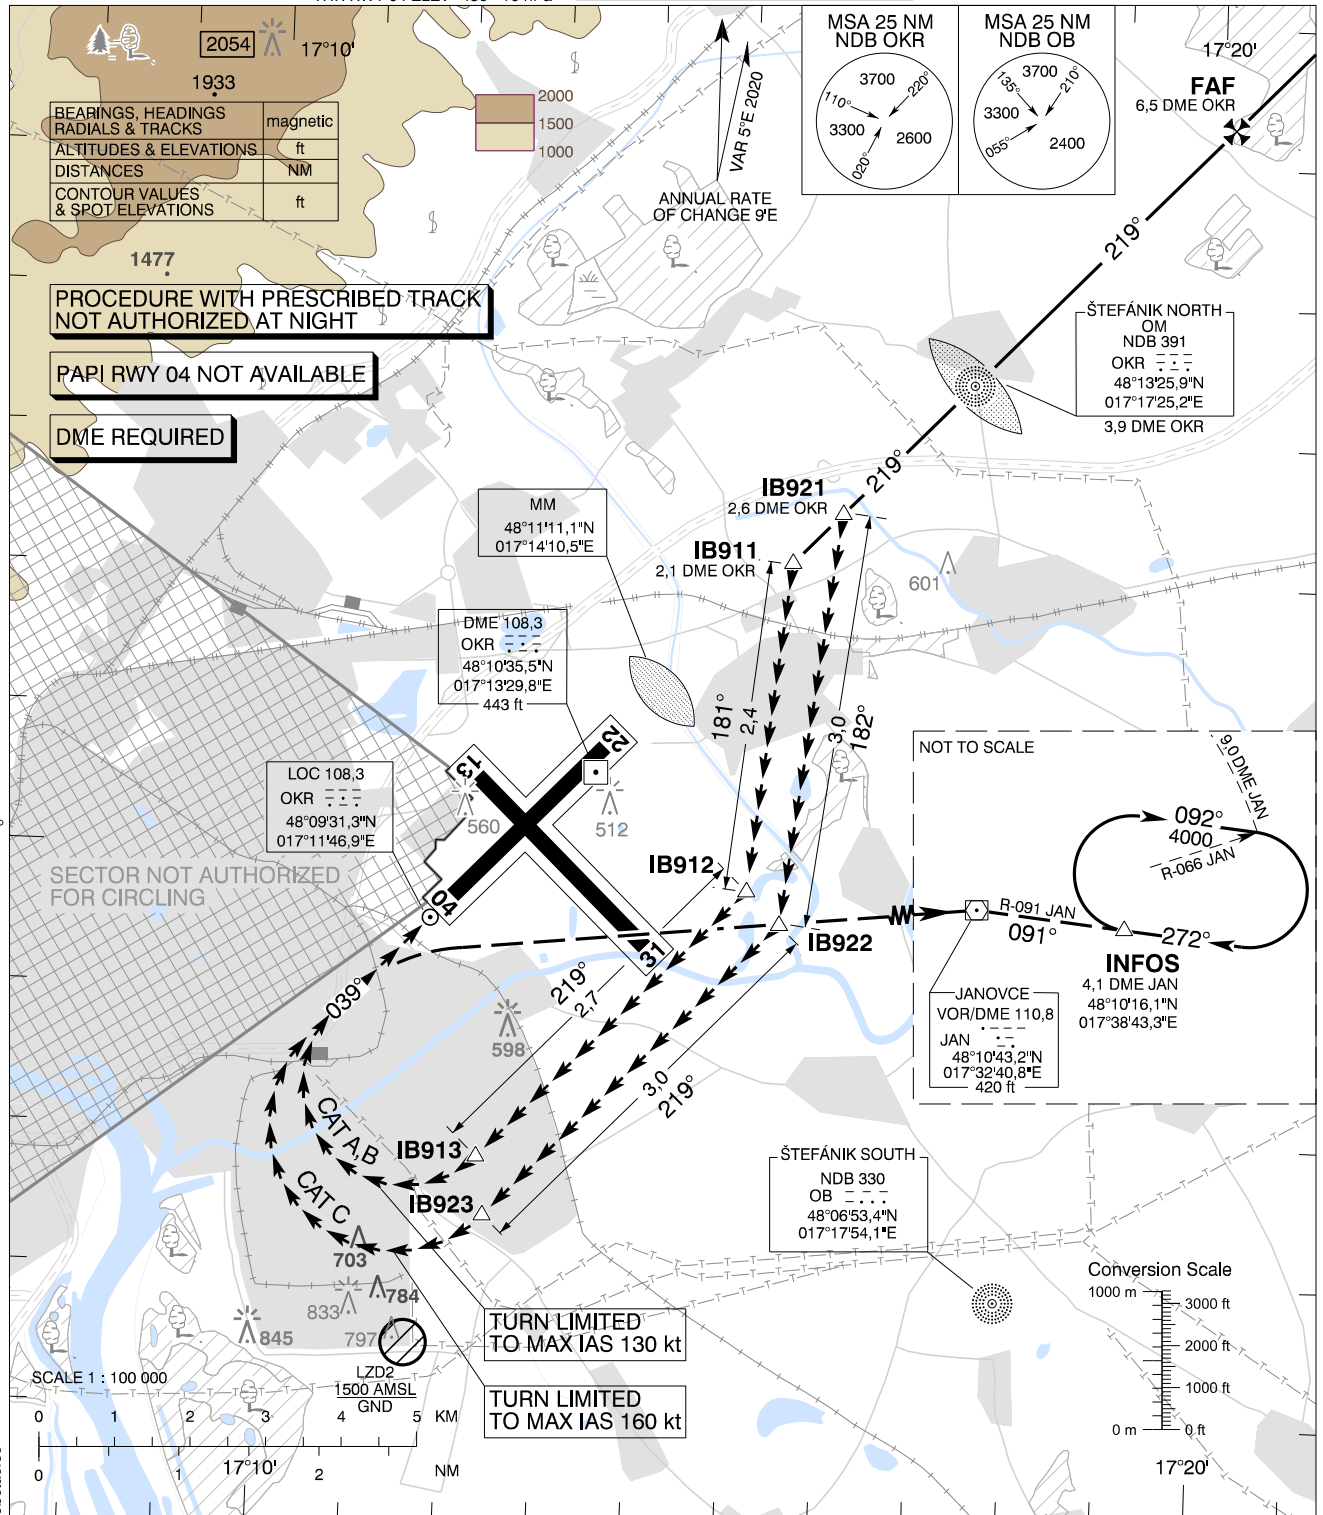 2054
17°10'
1933
BEARINGS, HEADINGS
RADIALS & TRACKS
magnetic
ALTITUDES & ELEVATIONS
ft
DISTANCES
NM
CONTOUR VALUES
& SPOT ELEVATIONS
ft
1477
2000
1500
1000
VAR 5°E 2020
ANNUAL RATE
OF CHANGE 9'E
MSA 25 NM
NDB OKR
3700
110°
220°
3300
2600
020°
MSA 25 NM
NDB OB
3700
135°
210°
3300
055°
2400
17°20'
FAF
6,5 DME OKR
219°
PROCEDURE WITH PRESCRIBED TRACK
NOT AUTHORIZED AT NIGHT
PAPI RWY 04 NOT AVAILABLE
DME REQUIRED
ŠTEFÁNIK NORTH
OM
NDB 391
OKR
48°13'25,9"N
017°17'25,2"E
3,9 DME OKR
219°
IB921
2,6 DME OKR
IB911
2,1 DME OKR
MM
48°11'11,1"N
017°14'10,5"E
601
DME 108,3
OKR
48°10'35,5"N
017°13'29,8"E
443 ft
181°
2,4
3,0
182°
22
13
LOC 108,3
OKR
48°09'31,3"N
017°11'46,9"E
560
512
SECTOR NOT AUTHORIZED
FOR CIRCLING
04
31
IB912
IB922
NOT TO SCALE
9,0 DME JAN
092°
4000
R-066 JAN
R-091 JAN
091°
272°
INFOS
4,1 DME JAN
48°10'16,1"N
017°38'43,3"E
JANOVCE
VOR/DME 110,8
JAN
48°10'43,2"N
017°32'40,8"E
420 ft
039°
219°
2,7
598
3,0
219°
CAT A,B
CAT C
IB913
IB923
ŠTEFÁNIK SOUTH
NDB 330
OB
48°06'53,4"N
017°17'54,1"E
703
784
833
797
845
LZD2
1500 AMSL
GND
TURN LIMITED
TO MAX IAS 130 kt
TURN LIMITED
TO MAX IAS 160 kt
Conversion Scale
1000 m
3000 ft
2000 ft
1000 ft
0 m
0 ft
SCALE 1 : 100 000
0 1 2 3 4 5 KM
0 1 2 NM
17°10'
17°20'